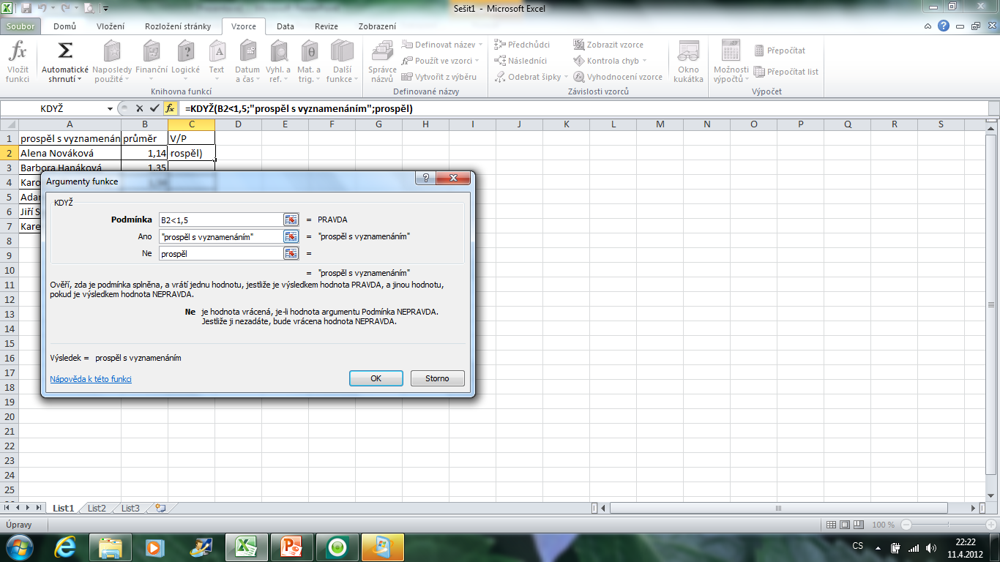 Sešit1 - Microsoft Excel
Soubor Domů Vložení Rozložení stránky Vzorce Data Revize Zobrazení
Vložit funkci
Automatické shrnutí
Naposledy použité
Finanční
Logické
Text
Datum a čas
Vyhl. a ref.
Mat. a trig.
Další funkce
Knihovna funkcí
Správce názvů
Definovat název
Použít ve vzorci
Vytvořit z výběru
Definované názvy
Předchůdci
Následníci
Odebrat šipky
Zobrazit vzorce
Kontrola chyb
Vyhodnocení vzorce
Závislosti vzorců
Okno kukátka
Možnosti výpočtů
Přepočítat
Přepočítat list
Výpočet
KDYŽ fx =KDYŽ(B2<1,5;"prospěl s vyznamenáním";prospěl)
A B C D E F G H I J K L M N O P Q R S
1 prospěl s vyznamenán průměr V/P
2 Alena Nováková 1,14 rospěl)
3 Barbora Hanáková 1,35
4 Karo
5 Adar
6 Jiří S
7 Kare
8
9
10
11
12
13
14
15
16
17
18
19
20
21
22
23
24
25
Argumenty funkce
KDYŽ
Podmínka B2<1,5 = PRAVDA
Ano "prospěl s vyznamenáním" = "prospěl s vyznamenáním"
Ne prospěl =
= "prospěl s vyznamenáním"
Ověří, zda je podmínka splněna, a vrátí jednu hodnotu, jestliže je výsledkem hodnota PRAVDA, a jinou hodnotu,
pokud je výsledkem hodnota NEPRAVDA.
Ne je hodnota vrácená, je-li hodnota argumentu Podmínka NEPRAVDA.
Jestliže ji nezadáte, bude vrácena hodnota NEPRAVDA.
Výsledek = prospěl s vyznamenáním
Nápověda k této funkci
OK
Storno
List1 List2 List3
Úpravy
100 %
CS
22:22
11.4.2012